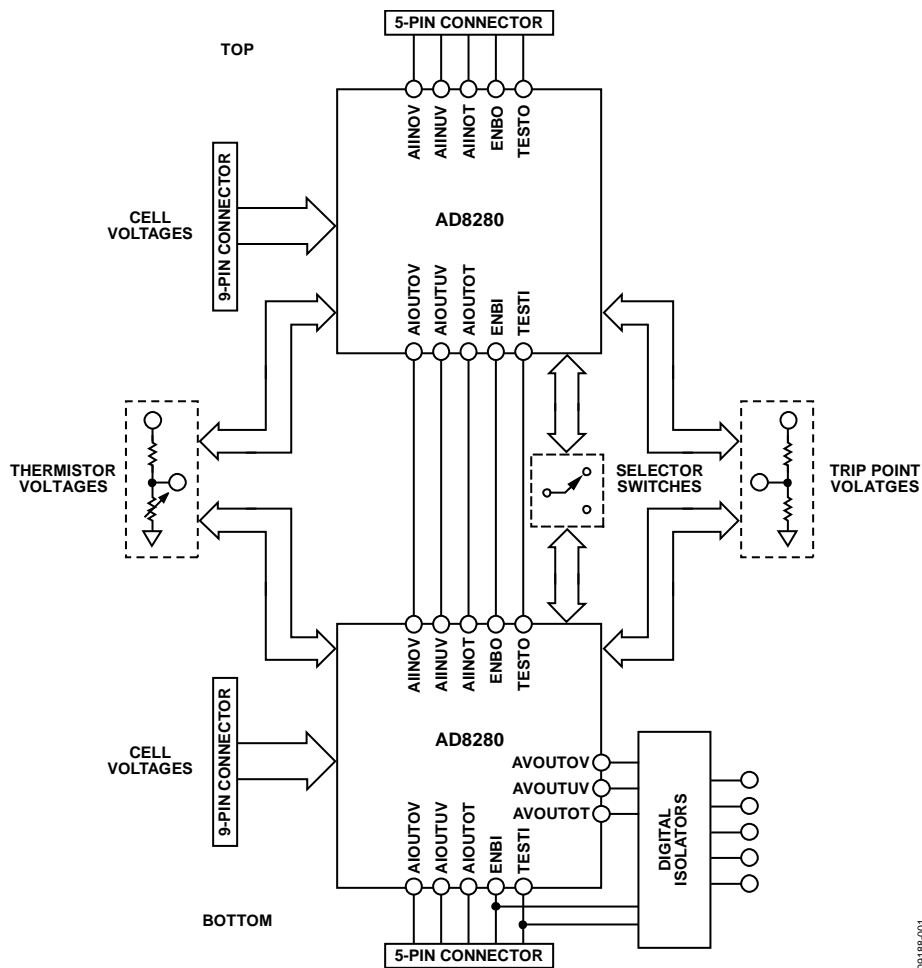 5-PIN CONNECTOR
TOP
AIINOV
AIINUV
AIINOT
ENBO
TESTO
9-PIN CONNECTOR
CELL
VOLTAGES
AD8280
AIOUTOV
AIOUTUV
AIOUTOT
ENBI
TESTI
THERMISTOR
VOLTAGES
SELECTOR
SWITCHES
TRIP POINT
VOLATGES
AIINOV
AIINUV
AIINOT
ENBO
TESTO
9-PIN CONNECTOR
CELL
VOLTAGES
AD8280
AVOUTOV
AVOUTUV
AVOUTOT
DIGITAL
ISOLATORS
AIOUTOV
AIOUTUV
AIOUTOT
ENBI
TESTI
BOTTOM
5-PIN CONNECTOR
09188-001